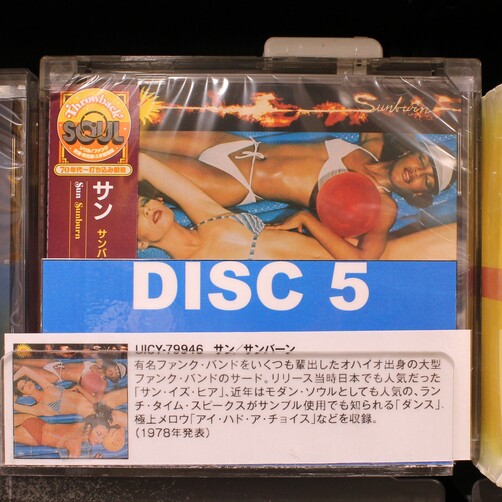 Throwback
SOUL
70年代〜打ち込み前夜
サン
サンバ
Sun Sunburn
Sunburn
DISC 5
UICY-79946 サン／サンバーン
有名ファンク・バンドをいくつも輩出したオハイオ出身の大型
ファンク・バンドのサード。リリース当時日本でも人気だった
「サン・イズ・ヒア」、近年はモダン・ソウルとしても人気の、ラン
チ・タイム・スピークスがサンプル使用でも知られる「ダンス」、
極上メロウ「アイ・ハド・ア・チョイス」などを収録。
（1978年発表）